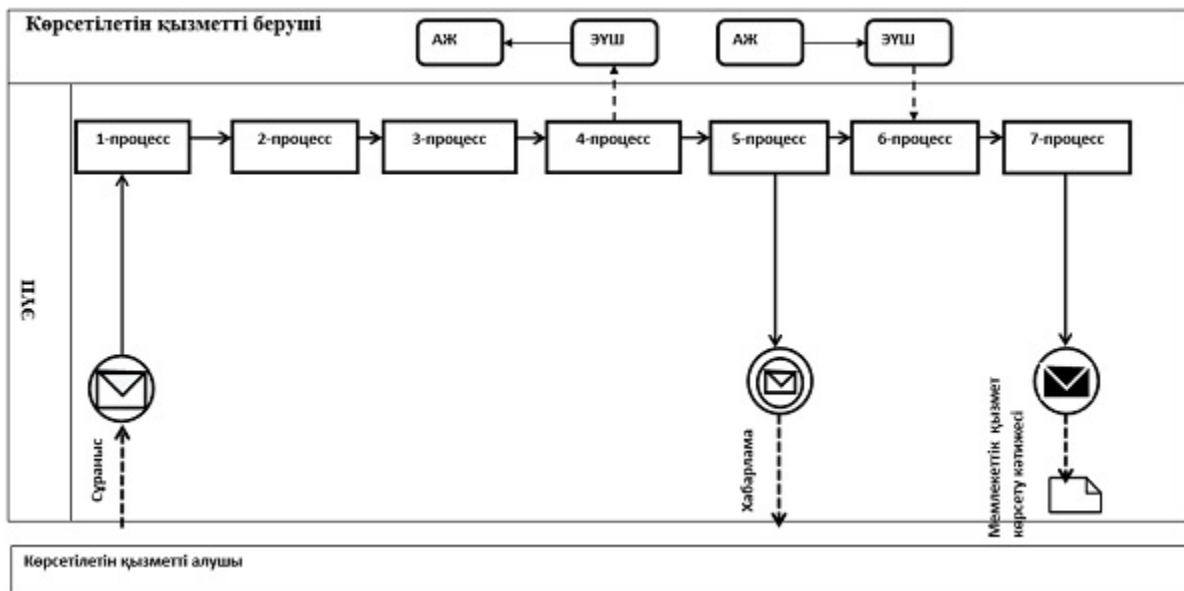 Көрсетілетін қызметті беруші
АЖ
ЭҮШ
АЖ
ЭҮШ
ЭҮП
1-процесс
2-процесс
3-процесс
4-процесс
5-процесс
6-процесс
7-процесс
Сұраныс
Хабарлама
Мемлекеттік қызмет
көрсету нәтижесі
Көрсетілетін қызметті алушы